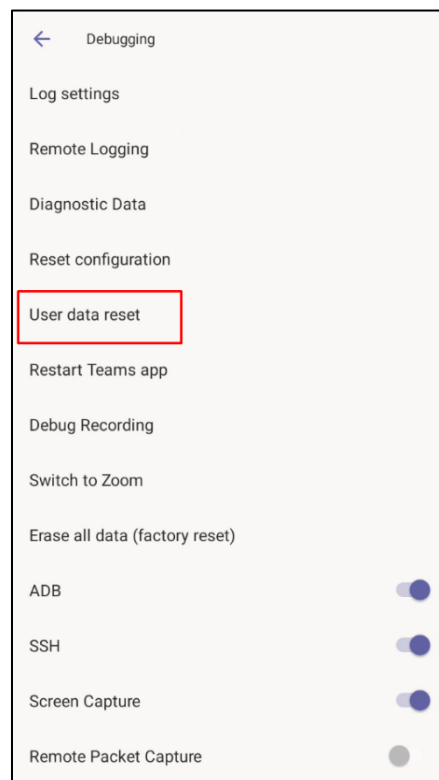 Debugging
Log settings
Remote Logging
Diagnostic Data
Reset configuration
User data reset
Restart Teams app
Debug Recording
Switch to Zoom
Erase all data (factory reset)
ADB
SSH
Screen Capture
Remote Packet Capture